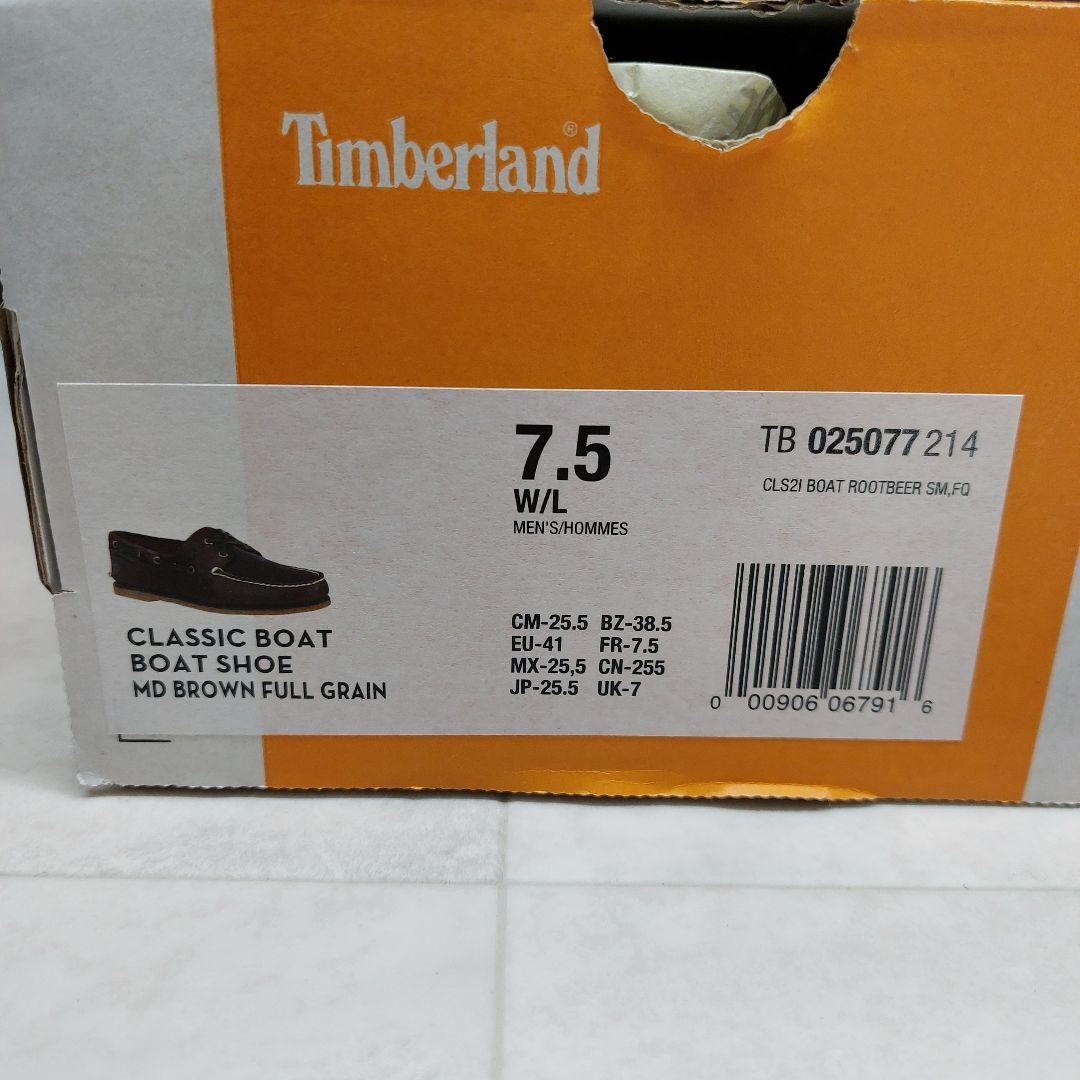 Timberland®
7.5
W/L
MEN'S/HOMMES
TB 025077 214
CLS2I BOAT ROOTBEER SM,FQ
CLASSIC BOAT
BOAT SHOE
MD BROWN FULL GRAIN
CM-25.5 BZ-38.5
EU-41 FR-7.5
MX-25,5 CN-255
JP-25.5 UK-7
0 00906 06791 6